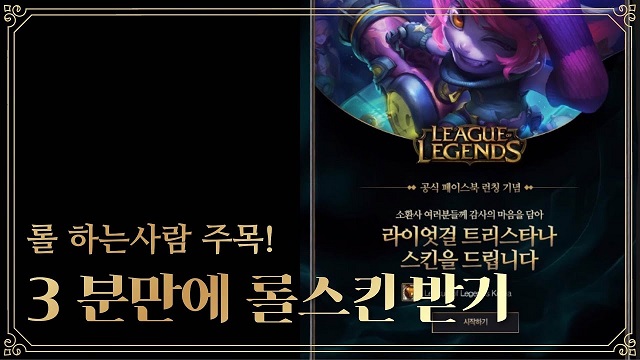 LEAGUE OF
LEGENDS
공식 페이스북 런칭 기념
소환사 여러분들께 감사의 마음을 담아
라이엇걸 트리스타나
스킨을 드립니다
롤 하는사람 주목!
3 분만에 롤스킨 받기
시작하기